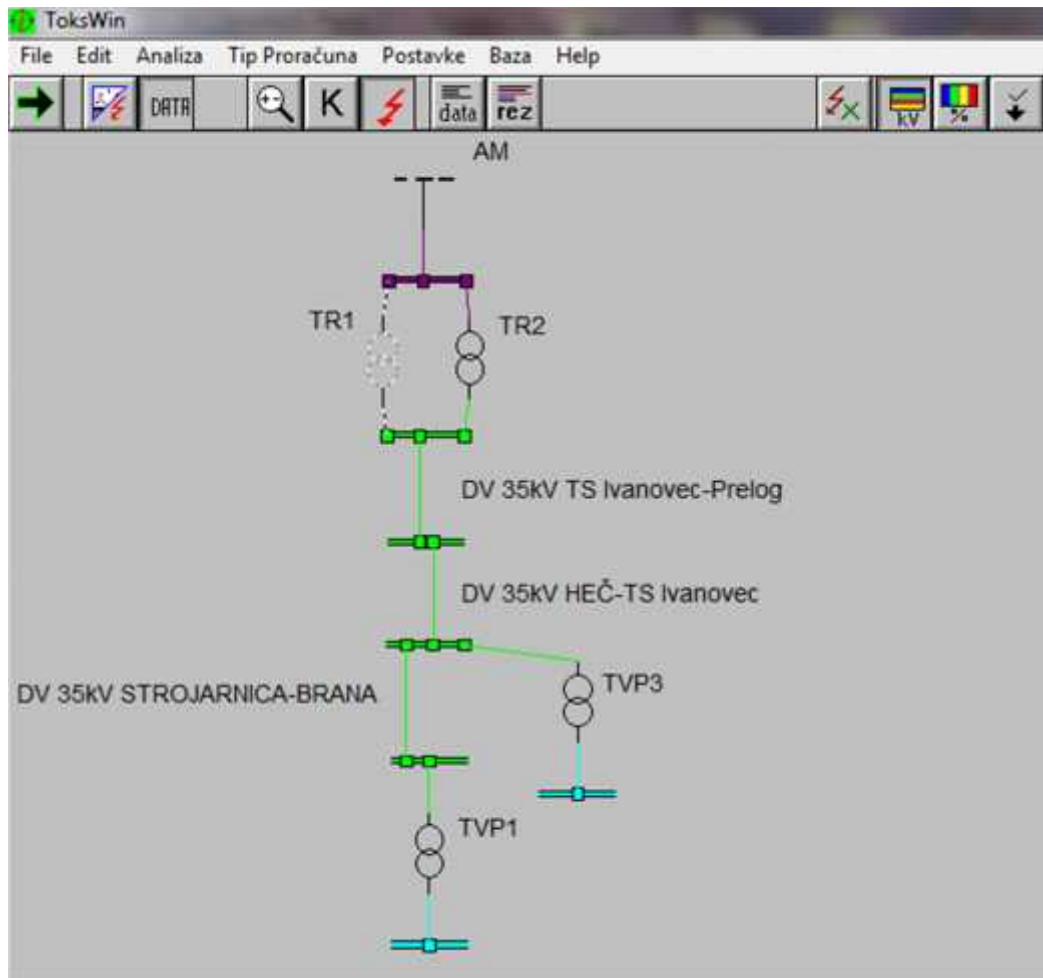 ToksWin
File Edit Analiza Tip Proračuna Postavke Baza Help
DATA K data rez kV %
AM
TR1
TR2
DV 35kV TS Ivanovec-Prelog
DV 35kV HEČ-TS Ivanovec
DV 35kV STROJARNICA-BRANA
TVP3
TVP1